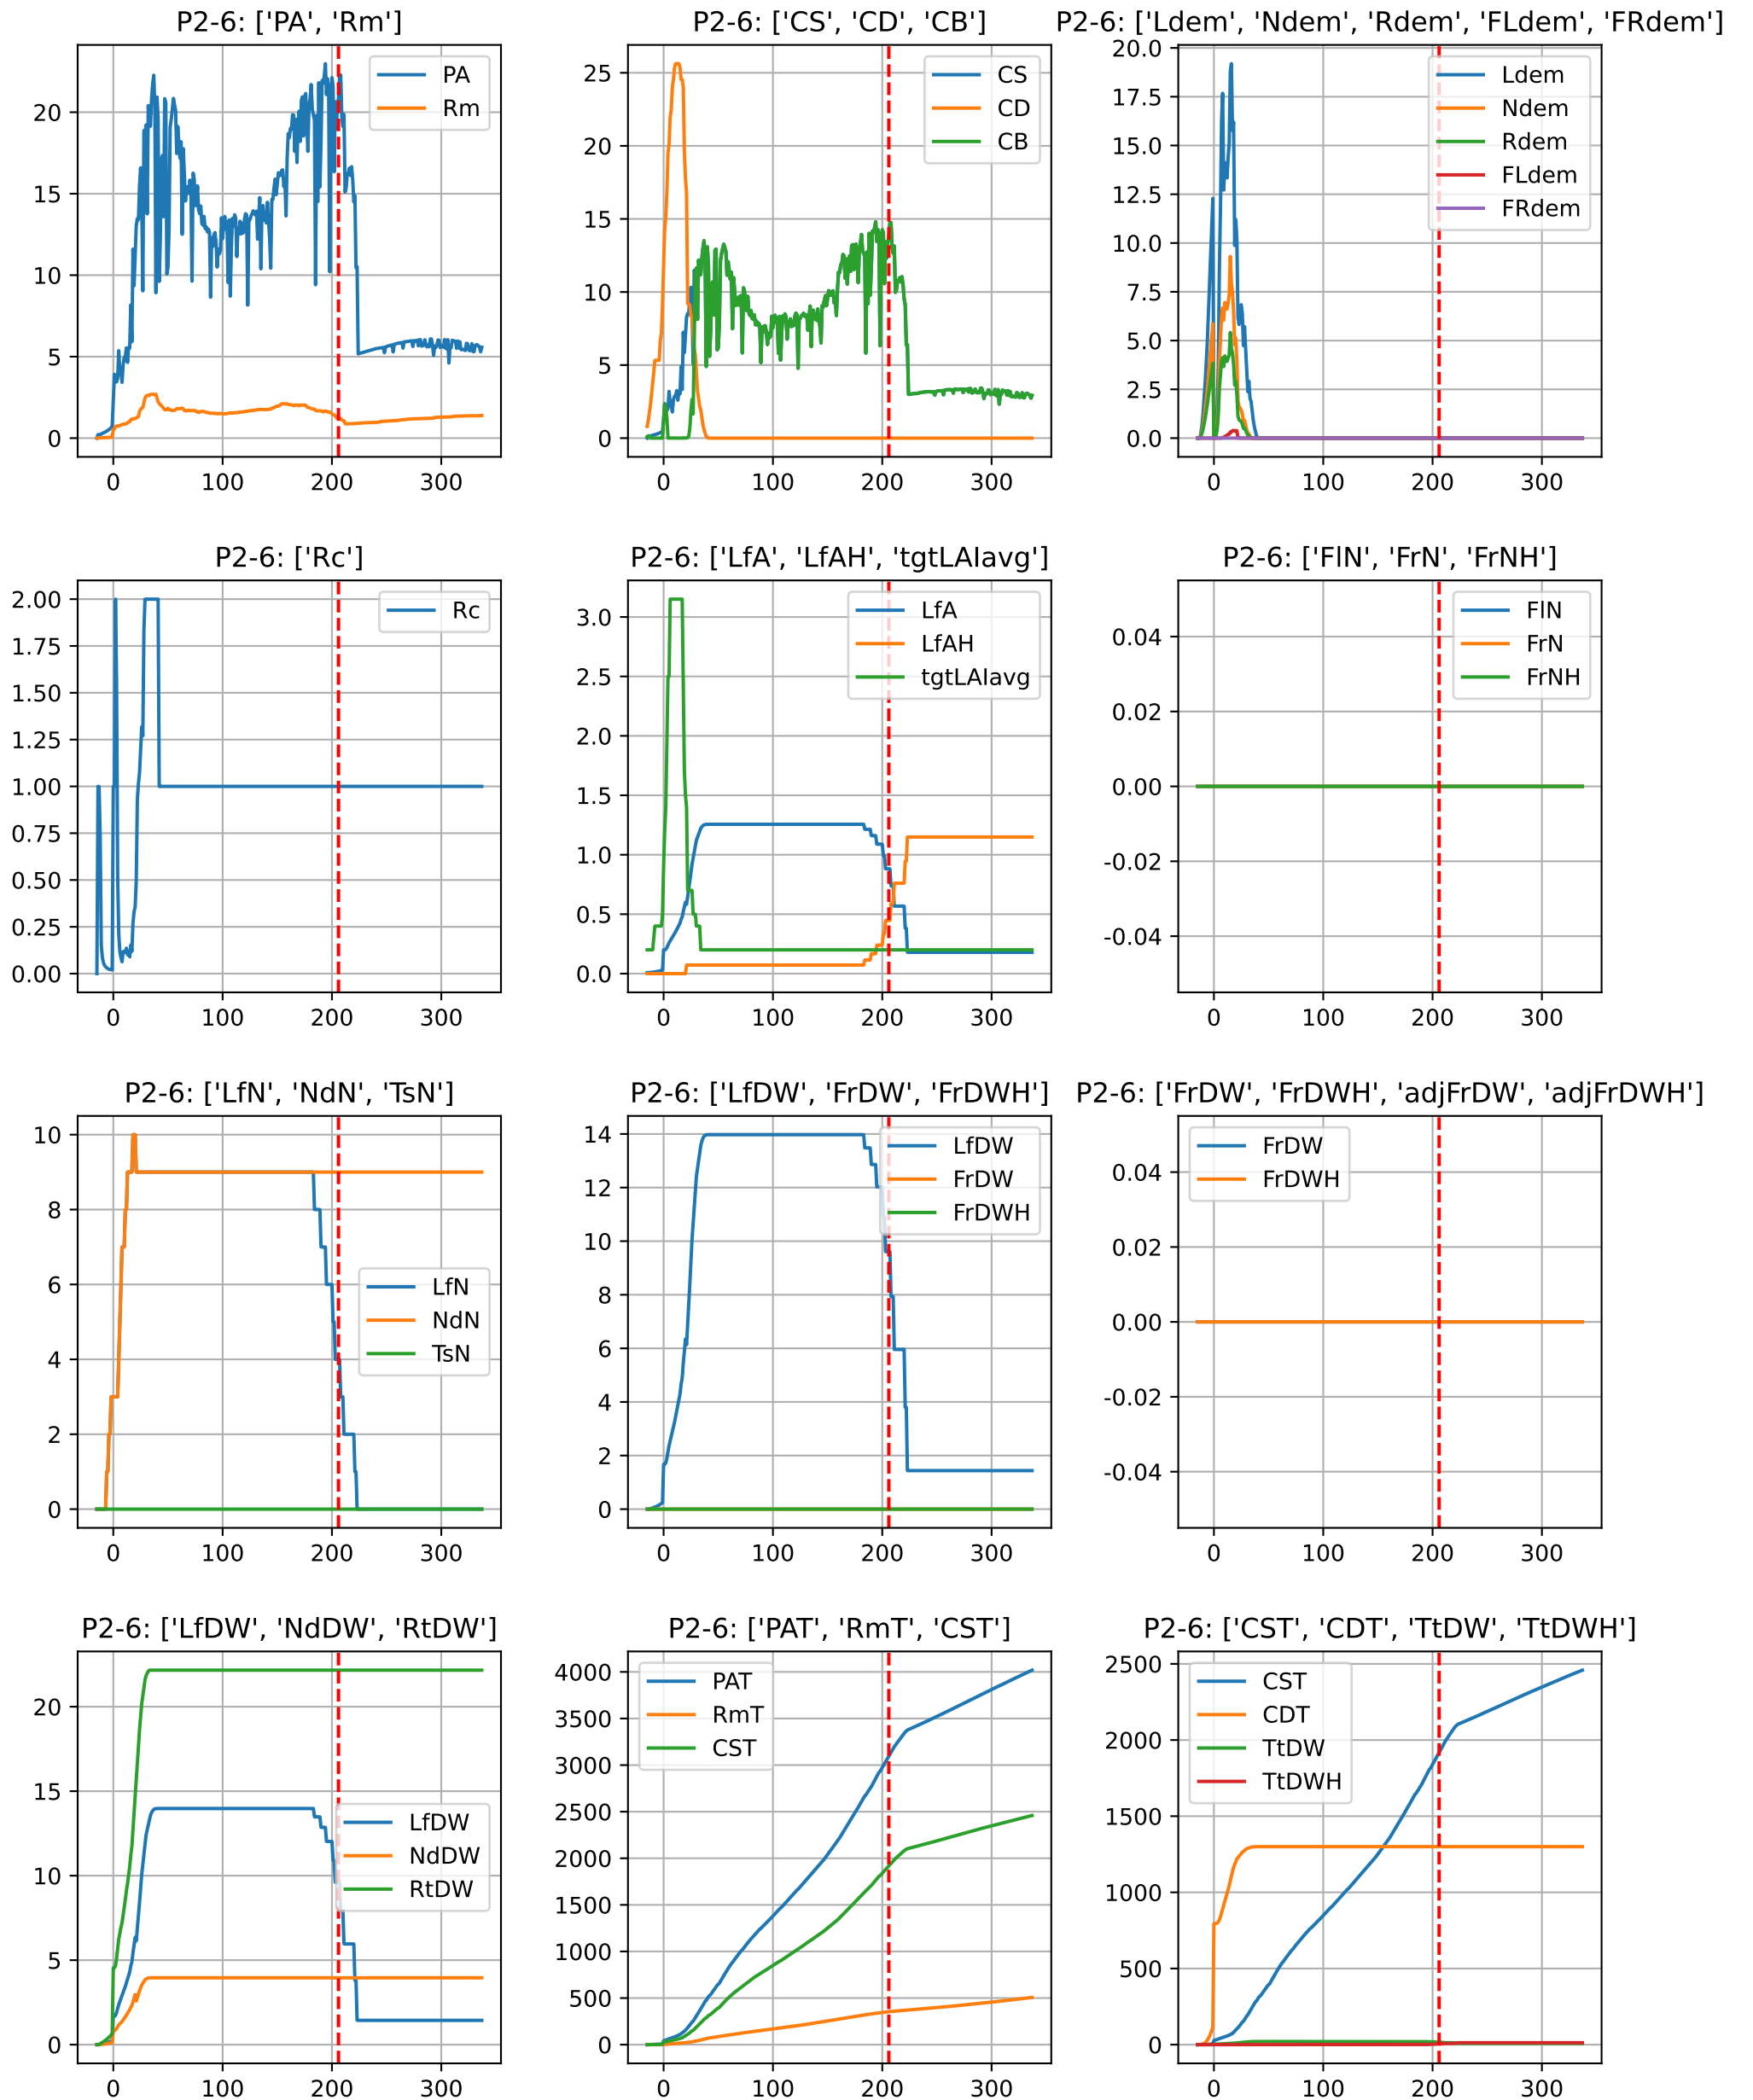 P2-6: ['PA', 'Rm']
PA
Rm
20
15
10
5
0
0 100 200 300
P2-6: ['CS', 'CD', 'CB']
CS
CD
CB
25
20
15
10
5
0
0 100 200 300
P2-6: ['Ldem', 'Ndem', 'Rdem', 'FLdem', 'FRdem']
Ldem
Ndem
Rdem
FLdem
FRdem
20.0
17.5
15.0
12.5
10.0
7.5
5.0
2.5
0.0
0 100 200 300
P2-6: ['Rc']
Rc
2.00
1.75
1.50
1.25
1.00
0.75
0.50
0.25
0.00
0 100 200 300
P2-6: ['LfA', 'LfAH', 'tgtLAIavg']
LfA
LfAH
tgtLAIavg
3.0
2.5
2.0
1.5
1.0
0.5
0.0
0 100 200 300
P2-6: ['FlN', 'FrN', 'FrNH']
FlN
FrN
FrNH
0.04
0.02
0.00
-0.02
-0.04
0 100 200 300
P2-6: ['LfN', 'NdN', 'TsN']
LfN
NdN
TsN
10
8
6
4
2
0
0 100 200 300
P2-6: ['LfDW', 'FrDW', 'FrDWH']
LfDW
FrDW
FrDWH
14
12
10
8
6
4
2
0
0 100 200 300
P2-6: ['FrDW', 'FrDWH', 'adjFrDW', 'adjFrDWH']
FrDW
FrDWH
0.04
0.02
0.00
-0.02
-0.04
0 100 200 300
P2-6: ['LfDW', 'NdDW', 'RtDW']
LfDW
NdDW
RtDW
20
15
10
5
0
0 100 200 300
P2-6: ['PAT', 'RmT', 'CST']
PAT
RmT
CST
4000
3500
3000
2500
2000
1500
1000
500
0
0 100 200 300
P2-6: ['CST', 'CDT', 'TtDW', 'TtDWH']
CST
CDT
TtDW
TtDWH
2500
2000
1500
1000
500
0
0 100 200 300